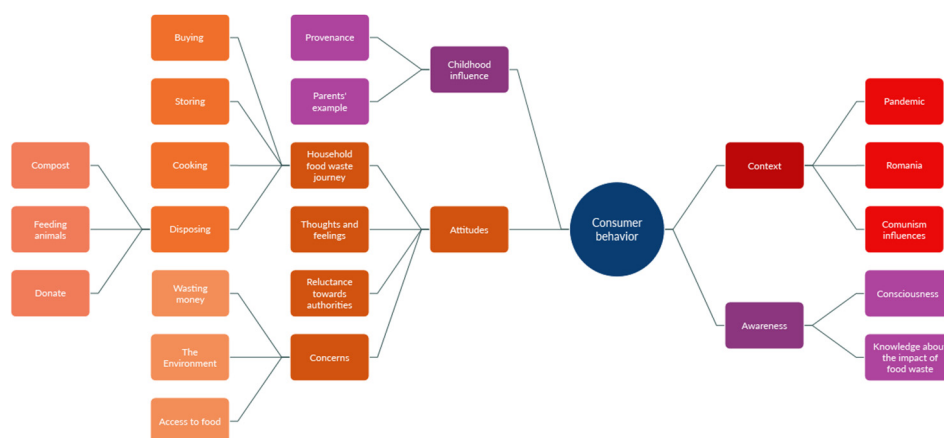 Buying
Provenance
Childhood
influence
Storing
Parents'
example
Pandemic
Compost
Cooking
Household
food waste
journey
Context
Romania
Feeding
animals
Disposing
Thoughts and
feelings
Attitudes
Consumer
behavior
Comunism
influences
Donate
Wasting
money
Reluctance
towards
authorities
Consciousness
The
Environment
Concerns
Awareness
Knowledge about
the impact of
food waste
Access to food